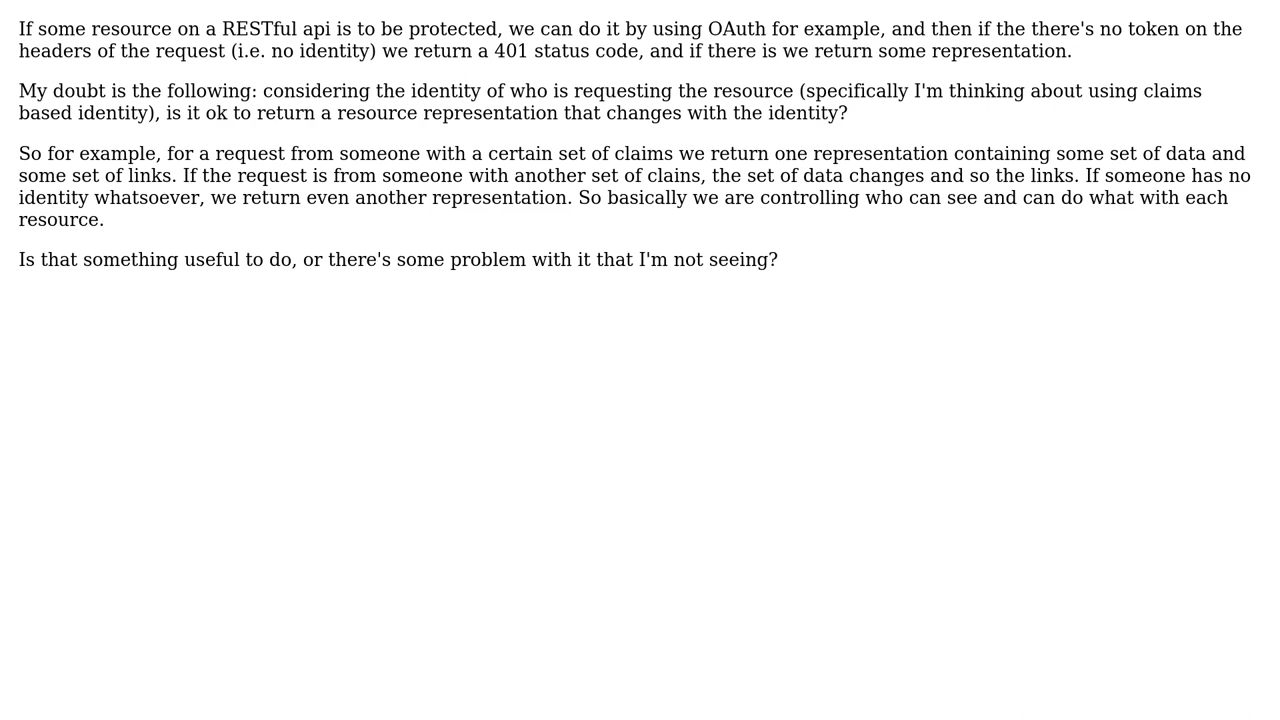 If some resource on a RESTful api is to be protected, we can do it by using OAuth for example, and then if the there's no token on the
headers of the request (i.e. no identity) we return a 401 status code, and if there is we return some representation.
My doubt is the following: considering the identity of who is requesting the resource (specifically I'm thinking about using claims
based identity), is it ok to return a resource representation that changes with the identity?
So for example, for a request from someone with a certain set of claims we return one representation containing some set of data and
some set of links. If the request is from someone with another set of clains, the set of data changes and so the links. If someone has no
identity whatsoever, we return even another representation. So basically we are controlling who can see and can do what with each
resource.
Is that something useful to do, or there's some problem with it that I'm not seeing?